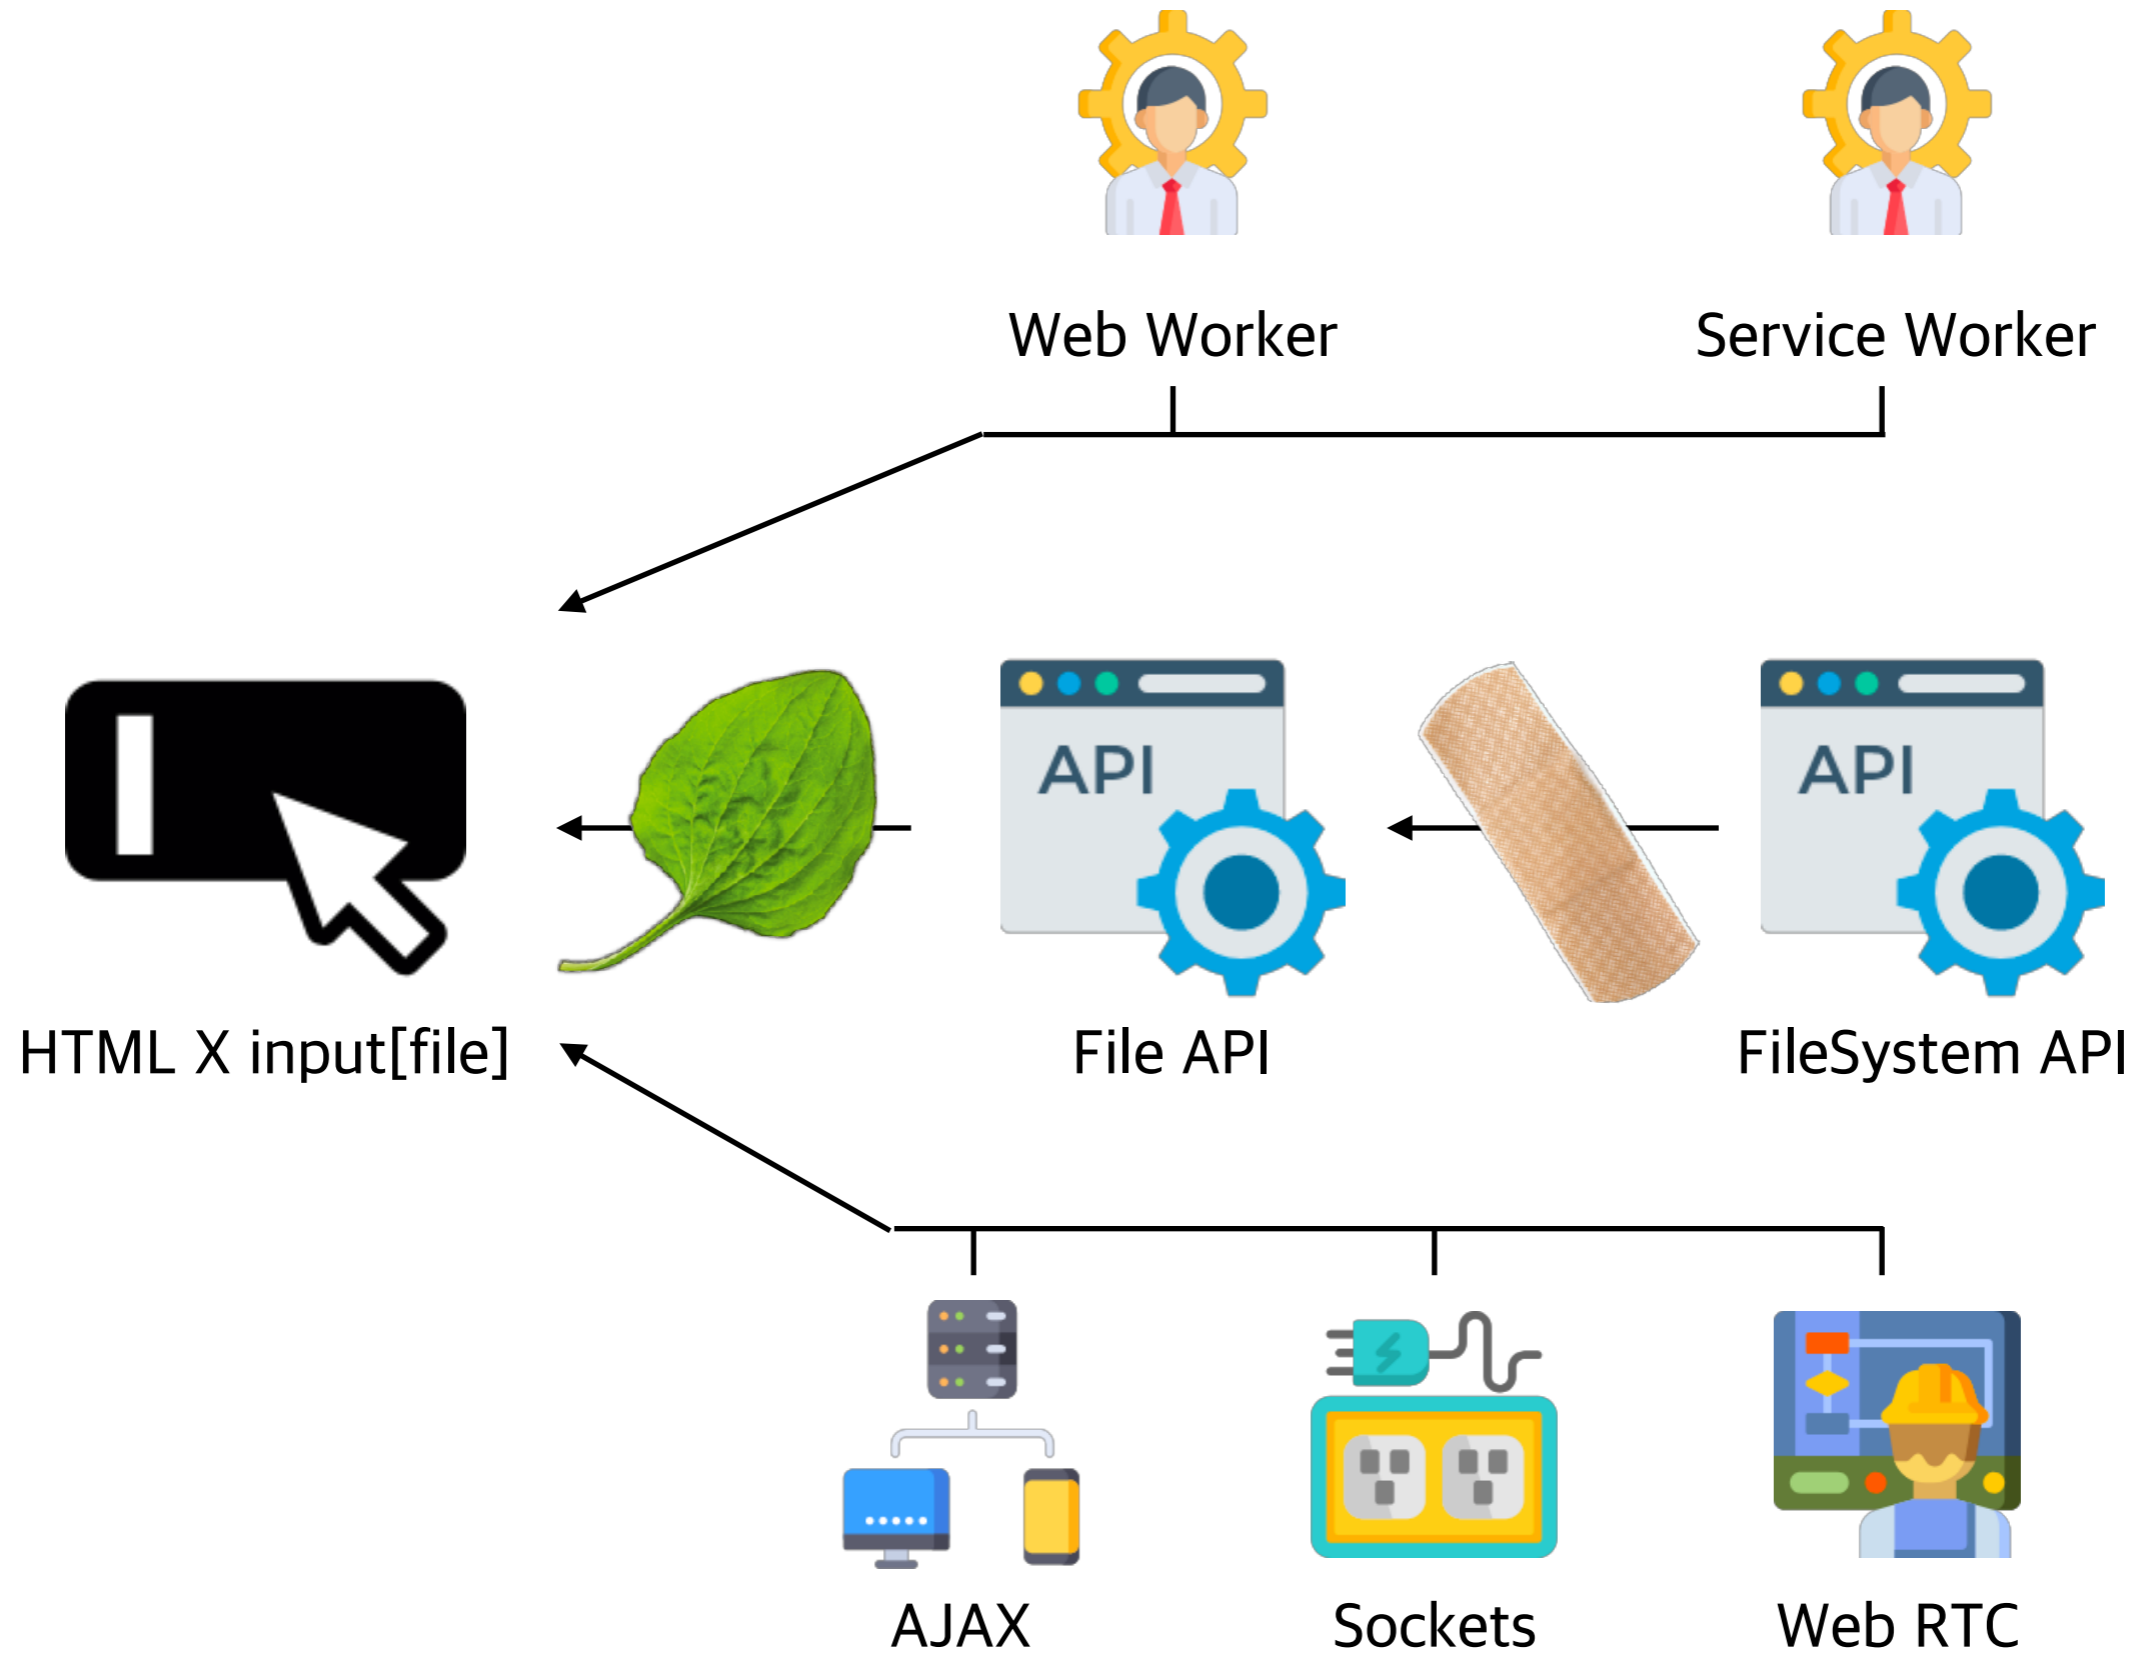 Web Worker
Service Worker
API
API
HTML X input[file]
File API
FileSystem API
AJAX
Sockets
Web RTC